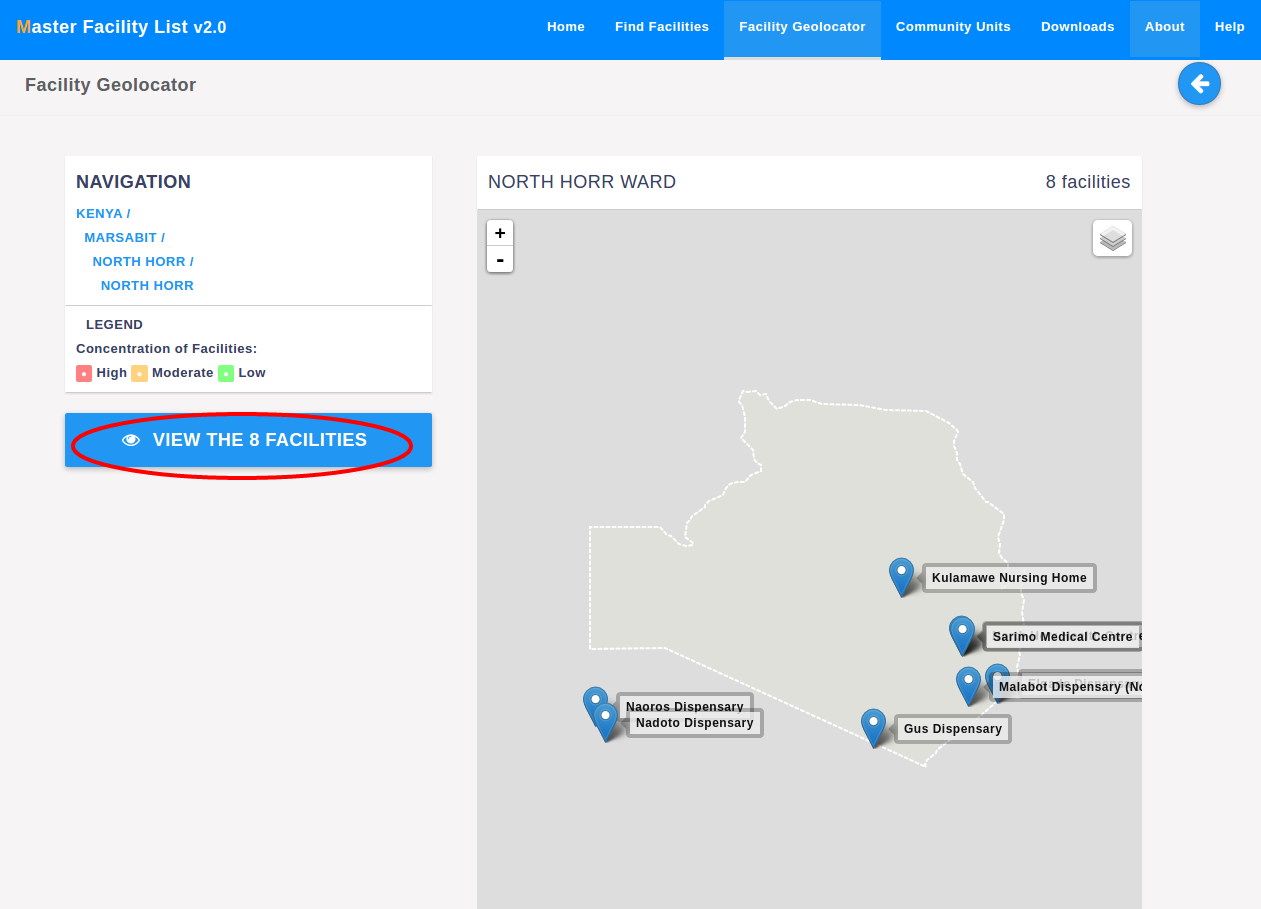 Master Facility List v2.0
Home Find Facilities Facility Geolocator Community Units Downloads About Help
Facility Geolocator
NAVIGATION
KENYA /
MARSABIT /
NORTH HORR /
NORTH HORR
LEGEND
Concentration of Facilities:
High Moderate Low
VIEW THE 8 FACILITIES
NORTH HORR WARD 8 facilities
+
-
Kulamawe Nursing Home
Sarimo Medical Centre
Malabot Dispensary (No
Naoros Dispensary
Nadoto Dispensary
Gus Dispensary